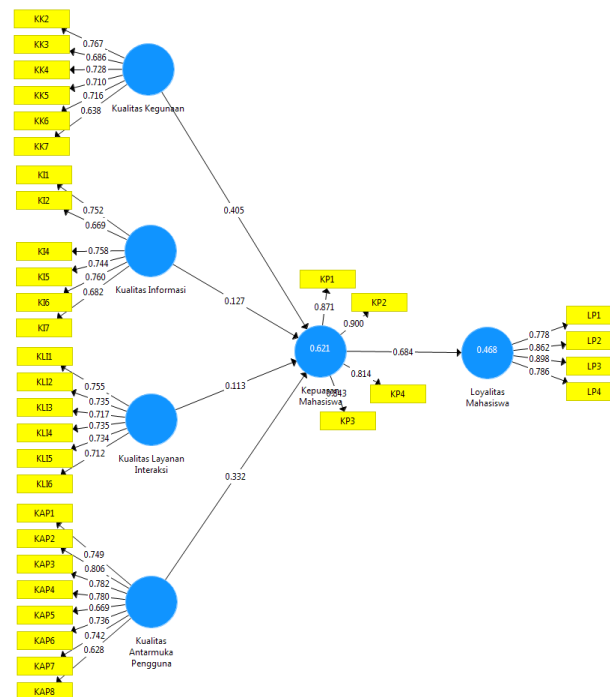 KK2
KK3
KK4
KK5
KK6
KK7
0.767
0.686
0.728
0.710
0.716
0.638
Kualitas Kegunaan
0.405
KI1
KI2
KI4
KI5
KI6
KI7
0.752
0.669
0.758
0.744
0.760
0.682
Kualitas Informasi
0.127
KLI1
KLI2
KLI3
KLI4
KLI5
KLI6
0.755
0.735
0.717
0.735
0.734
0.712
Kualitas Layanan
Interaksi
0.113
KAP1
KAP2
KAP3
KAP4
KAP5
KAP6
KAP7
KAP8
0.749
0.806
0.782
0.780
0.669
0.736
0.742
0.628
Kualitas
Antarmuka
Pengguna
0.332
KP1
KP2
KP4
KP3
0.871
0.900
0.814
0.621
Mahasiswa
0.684
0.468
Loyalitas
Mahasiswa
0.778
0.862
0.898
0.786
LP1
LP2
LP3
LP4